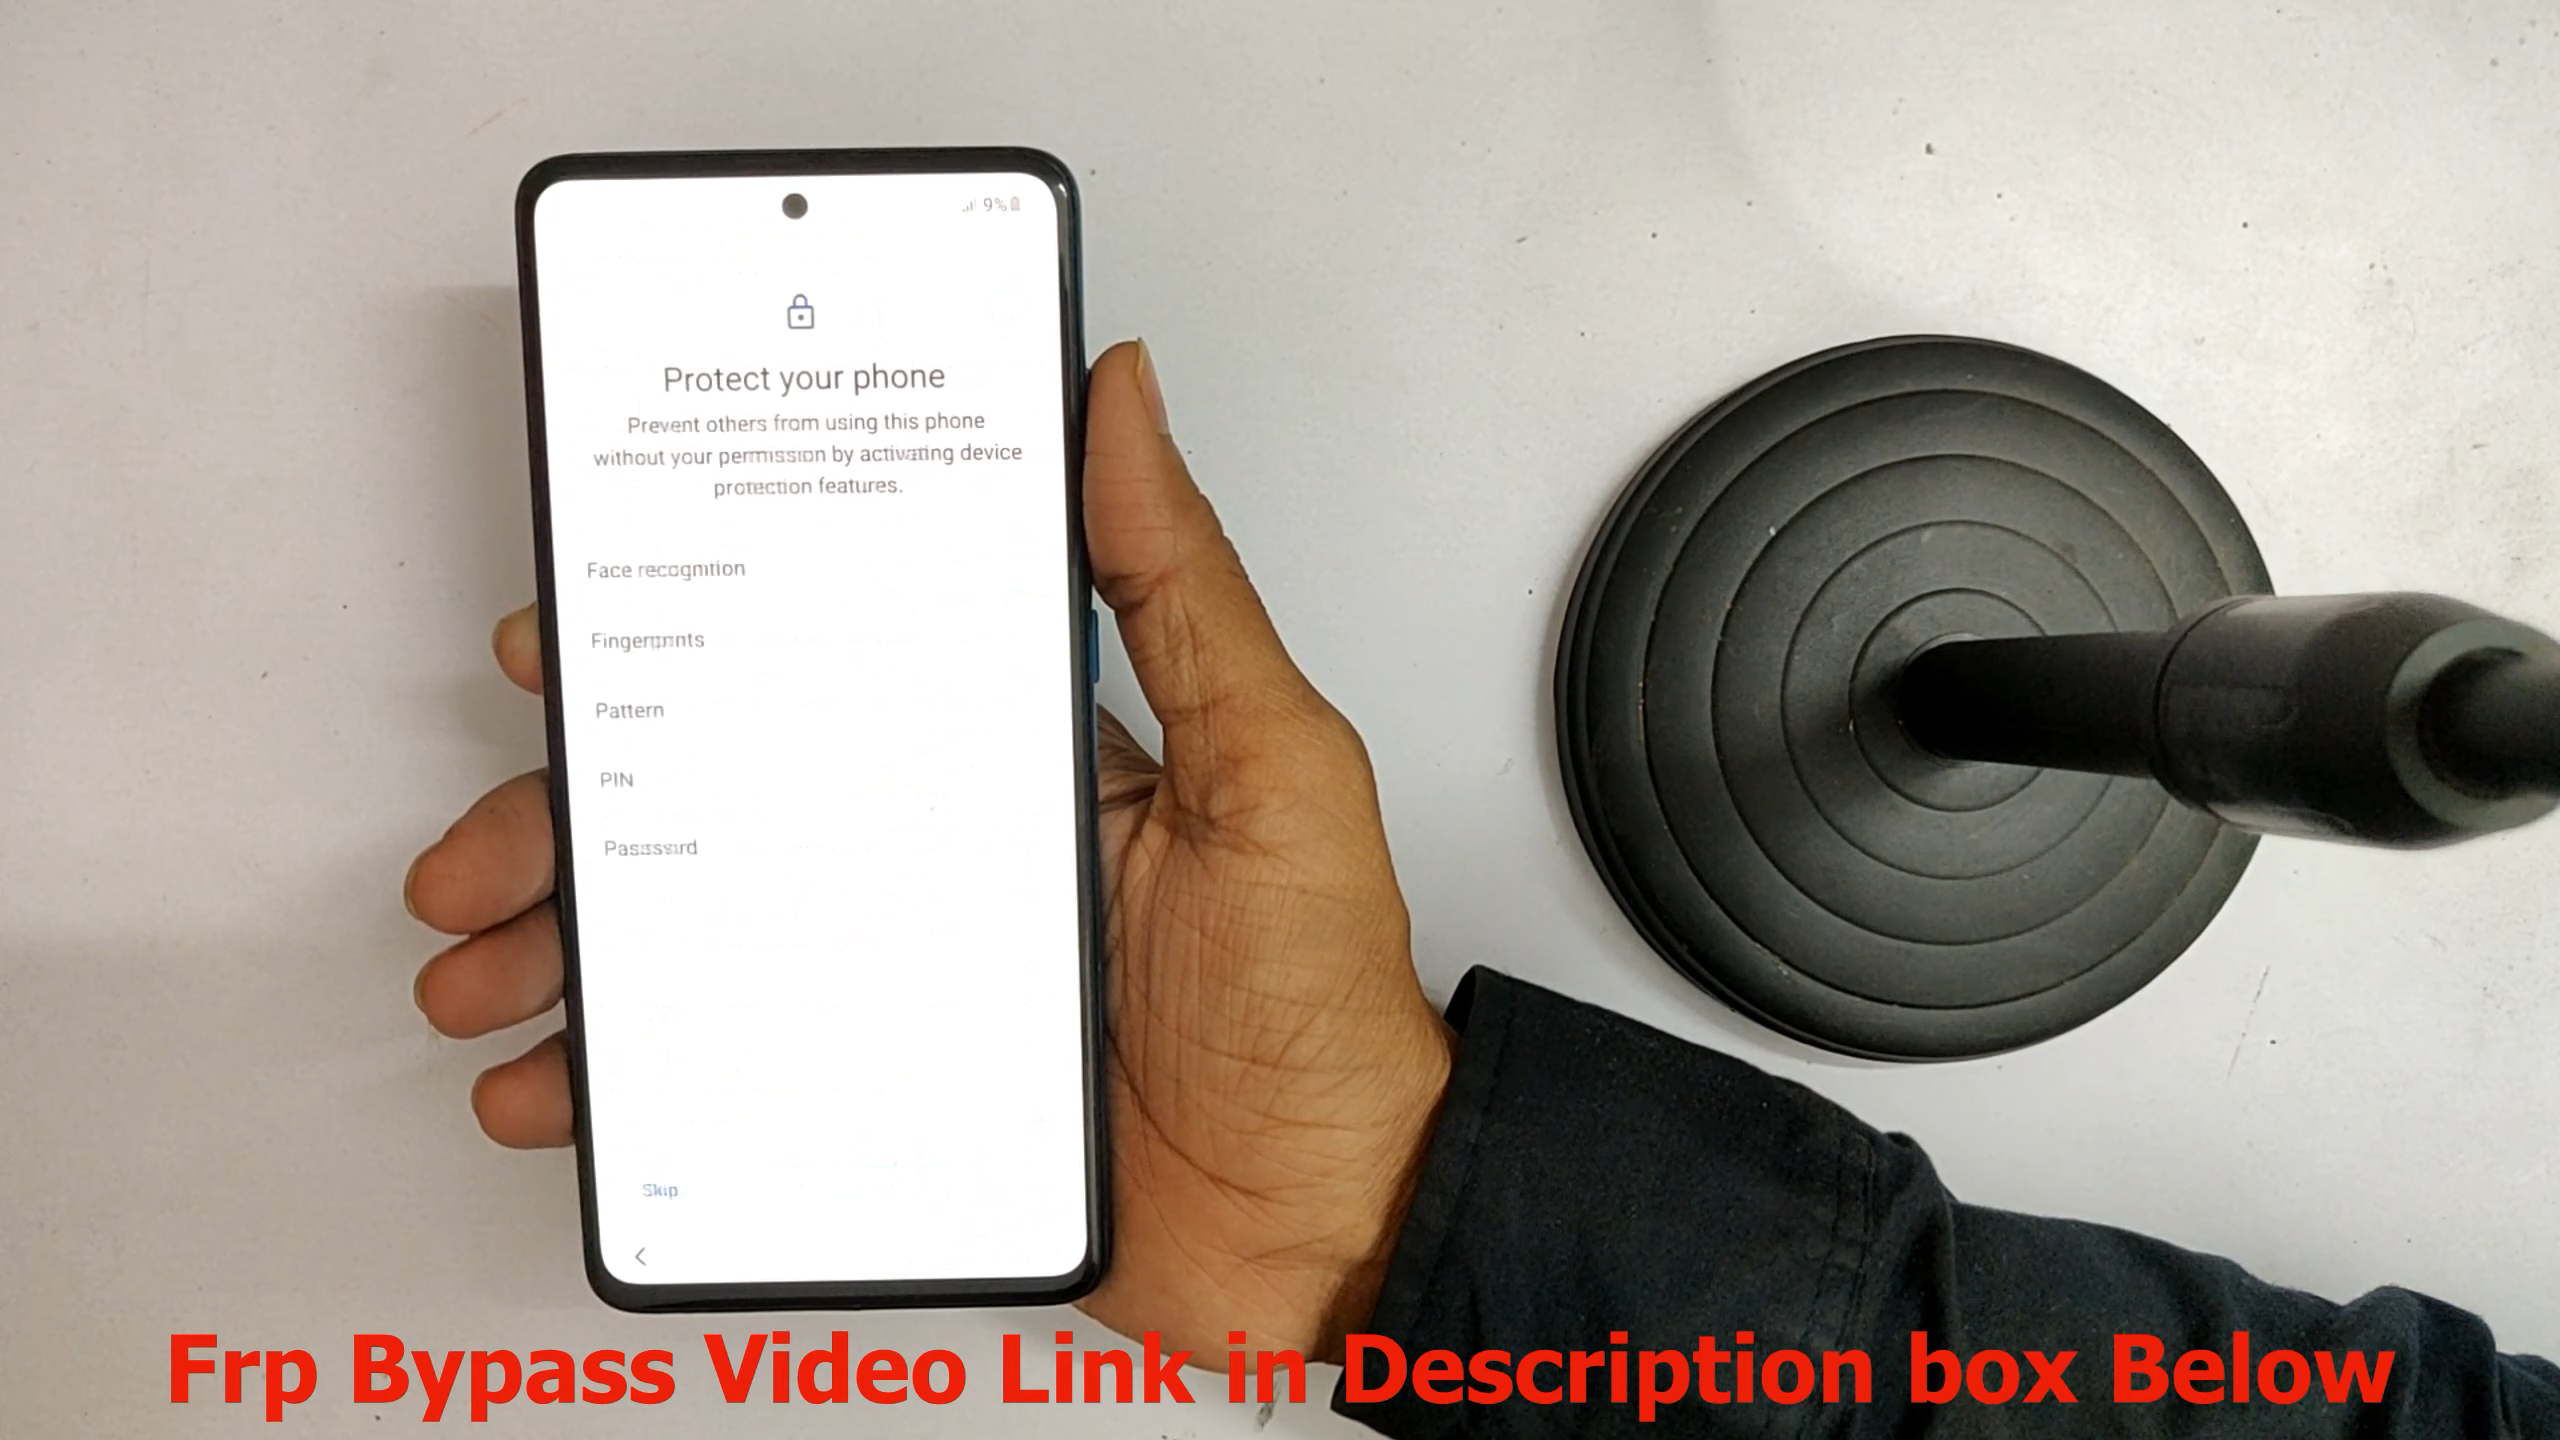 9%
Protect your phone
Prevent others from using this phone
without your permission by activating device
protection features.
Face recognition
Fingerprints
Pattern
PIN
Password
Skip
Frp Bypass Video Link in Description box Below